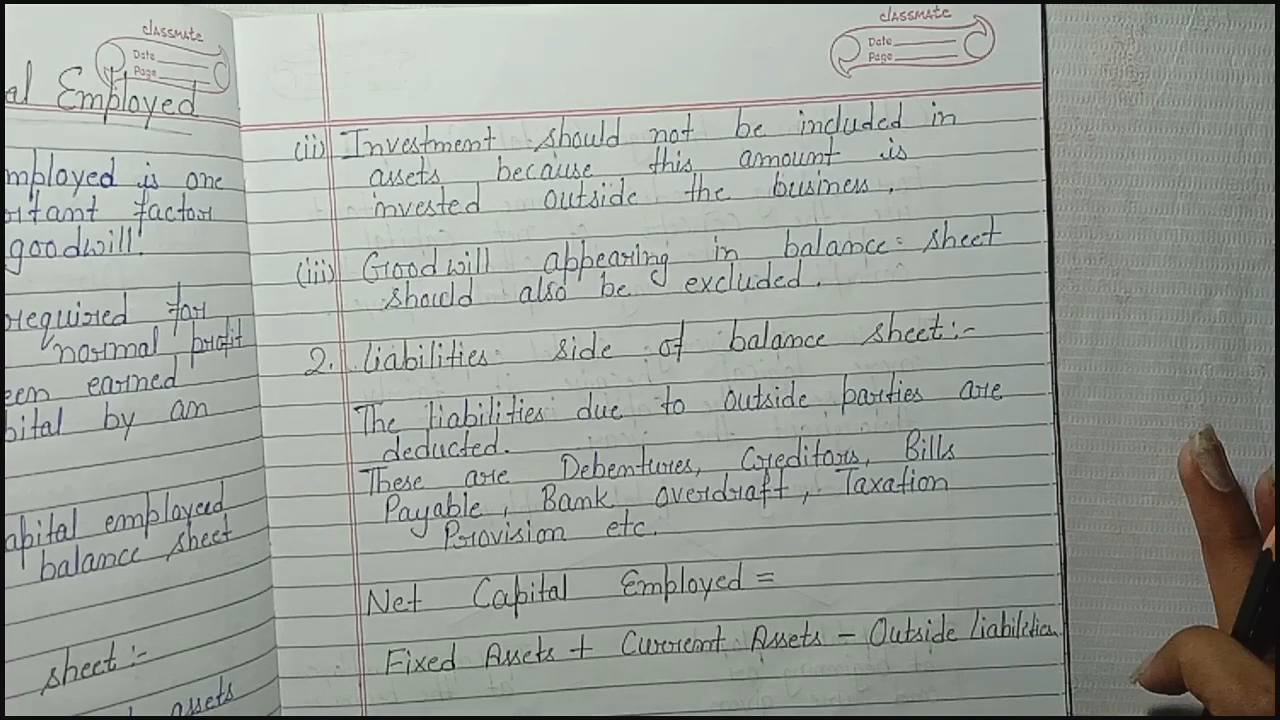 classmate
Date
Page
al Employed
mployed is one
rtant factor
goodwill.
required for
normal profit
een earned
pital by an
apital employed
balance sheet
sheet :-
assets
classmate
Date
Page
(ii) Investment should not be included in
assets because this amount is
invested outside the business.
(iii) Goodwill appearing in balance sheet
should also be excluded.
2. Liabilities side of balance sheet:-
The liabilities due to outside parties are
deducted.
These are Debentures, Creditors, Bills
Payable, Bank overdraft, Taxation
Provision etc.
Net Capital Employed =
Fixed Assets + Current Assets - Outside Liabilities